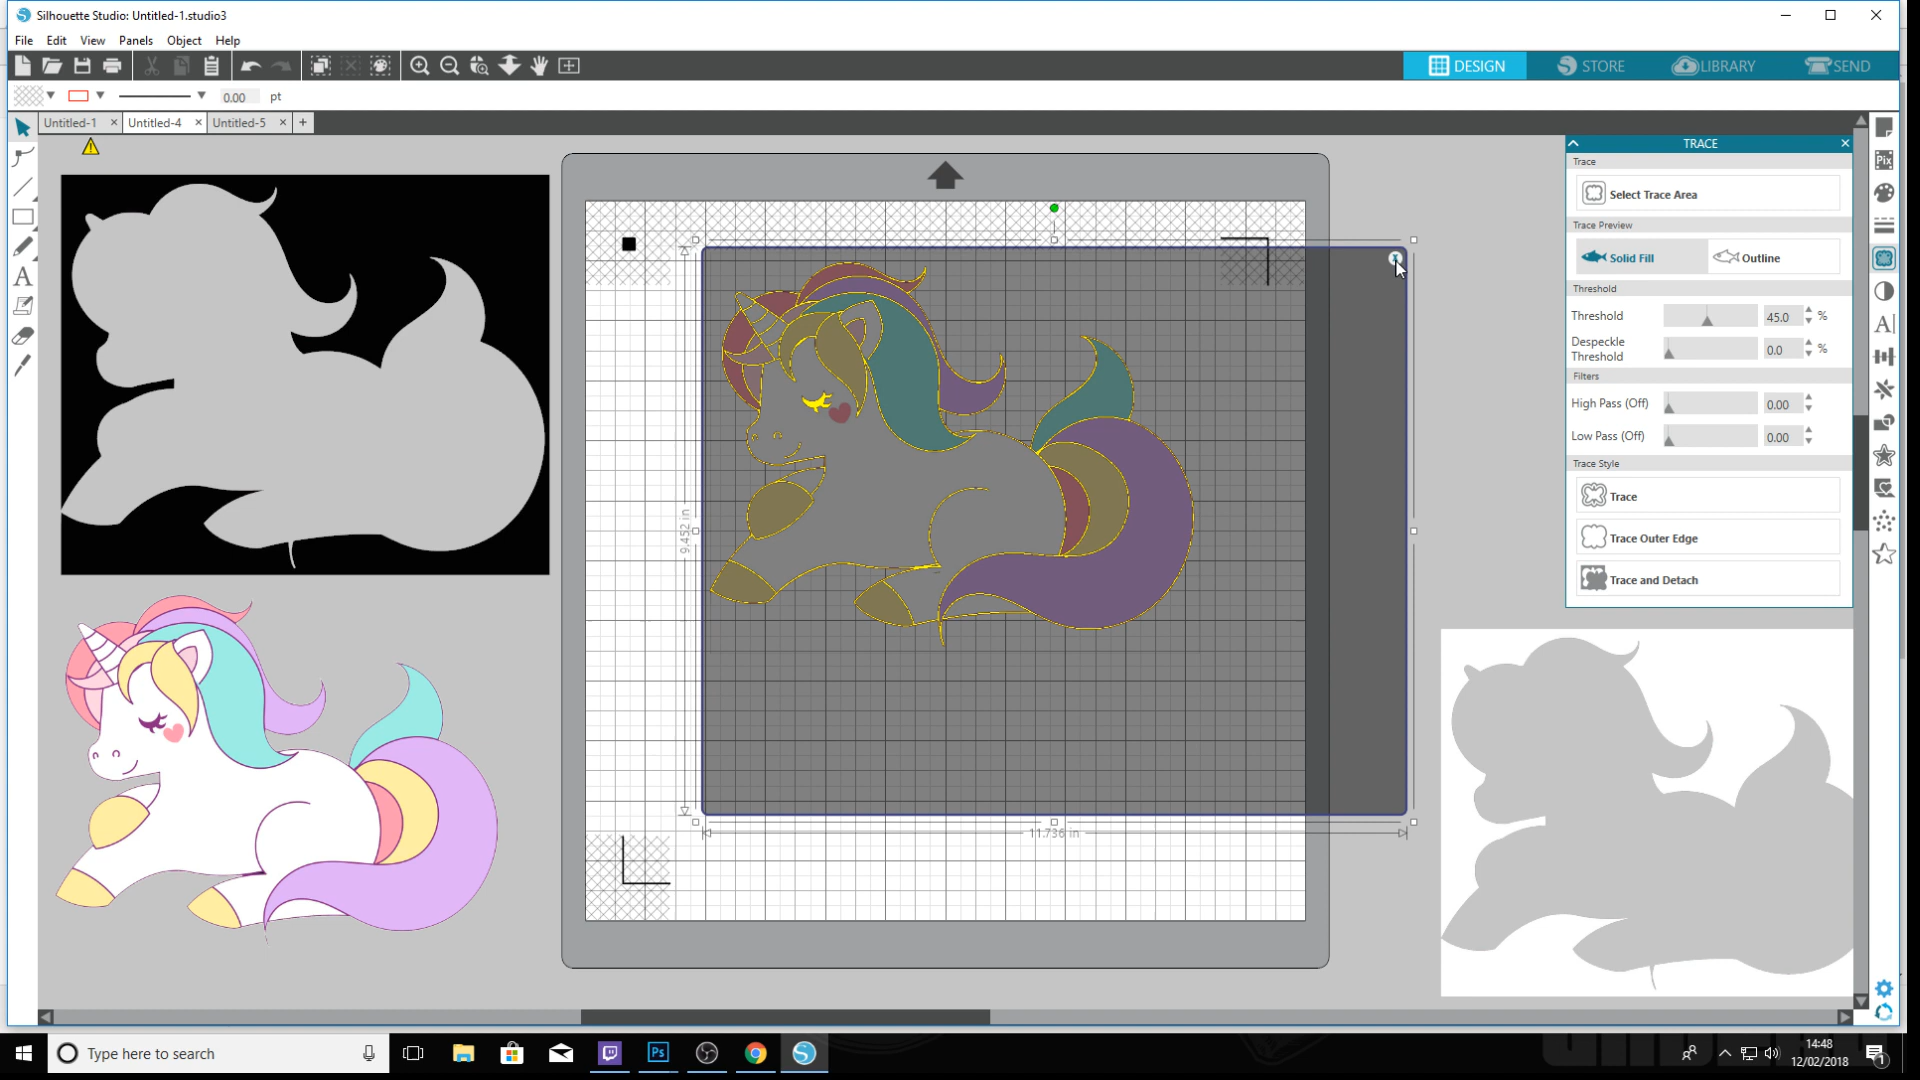 Silhouette Studio: Untitled-1.studio3
File Edit View Panels Object Help
DESIGN STORE LIBRARY SEND
0.00 pt
Untitled-1 Untitled-4 Untitled-5 +
TRACE
Trace
Pix
Select Trace Area
Trace Preview
Solid Fill Outline
Threshold
Threshold 45.0 %
Despeckle
Threshold 0.0 %
Filters
High Pass (Off) 0.00
Low Pass (Off) 0.00
Trace Style
Trace
Trace Outer Edge
Trace and Detach
9.452 in
11.736 in
Type here to search
Ps
14:48
12/02/2018
1